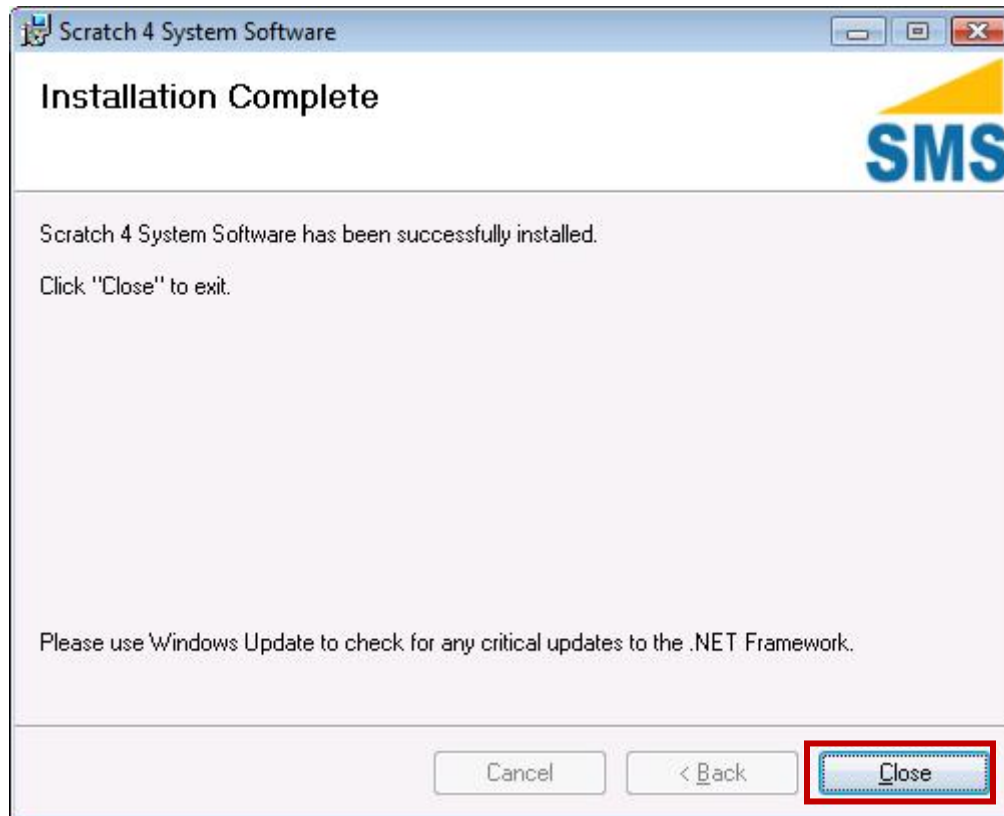 Scratch 4 System Software
Installation Complete
SMS
Scratch 4 System Software has been successfully installed.
Click "Close" to exit.
Please use Windows Update to check for any critical updates to the .NET Framework.
Cancel
< Back
Close